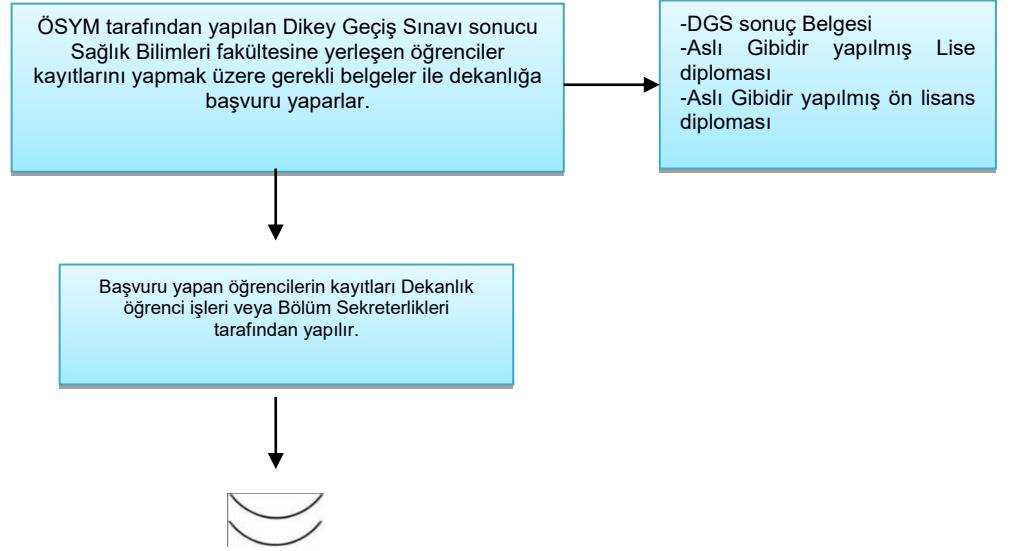 ÖSYM tarafından yapılan Dikey Geçiş Sınavı sonucu
Sağlık Bilimleri fakültesine yerleşen öğrenciler
kayıtlarını yapmak üzere gerekli belgeler ile dekanlığa
başvuru yaparlar.
-DGS sonuç Belgesi
-Aslı Gibidir yapılmış Lise
diploması
-Aslı Gibidir yapılmış ön lisans
diploması
Başvuru yapan öğrencilerin kayıtları Dekanlık
öğrenci işleri veya Bölüm Sekreterlikleri
tarafından yapılır.